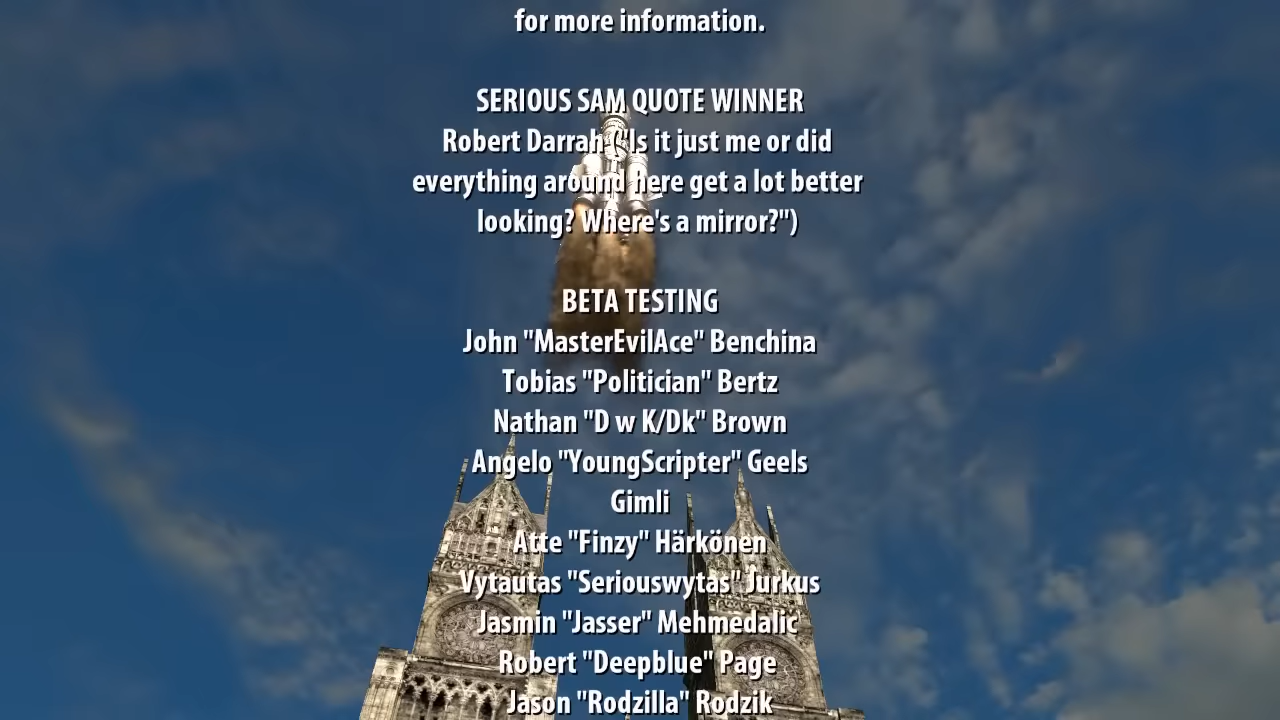 for more information.
SERIOUS SAM QUOTE WINNER
Robert Darrah ("Is it just me or did
everything around here get a lot better
looking? Where's a mirror?")
BETA TESTING
John "MasterEvilAce" Benchina
Tobias "Politician" Bertz
Nathan "D w K/Dk" Brown
Angelo "YoungScripter" Geels
Gimli
Atte "Finzy" Härkönen
Vytautas "Seriouswytas" Jurkus
Jasmin "Jasser" Mehmedalic
Robert "Deepblue" Page
Jason "Rodzilla" Rodzik